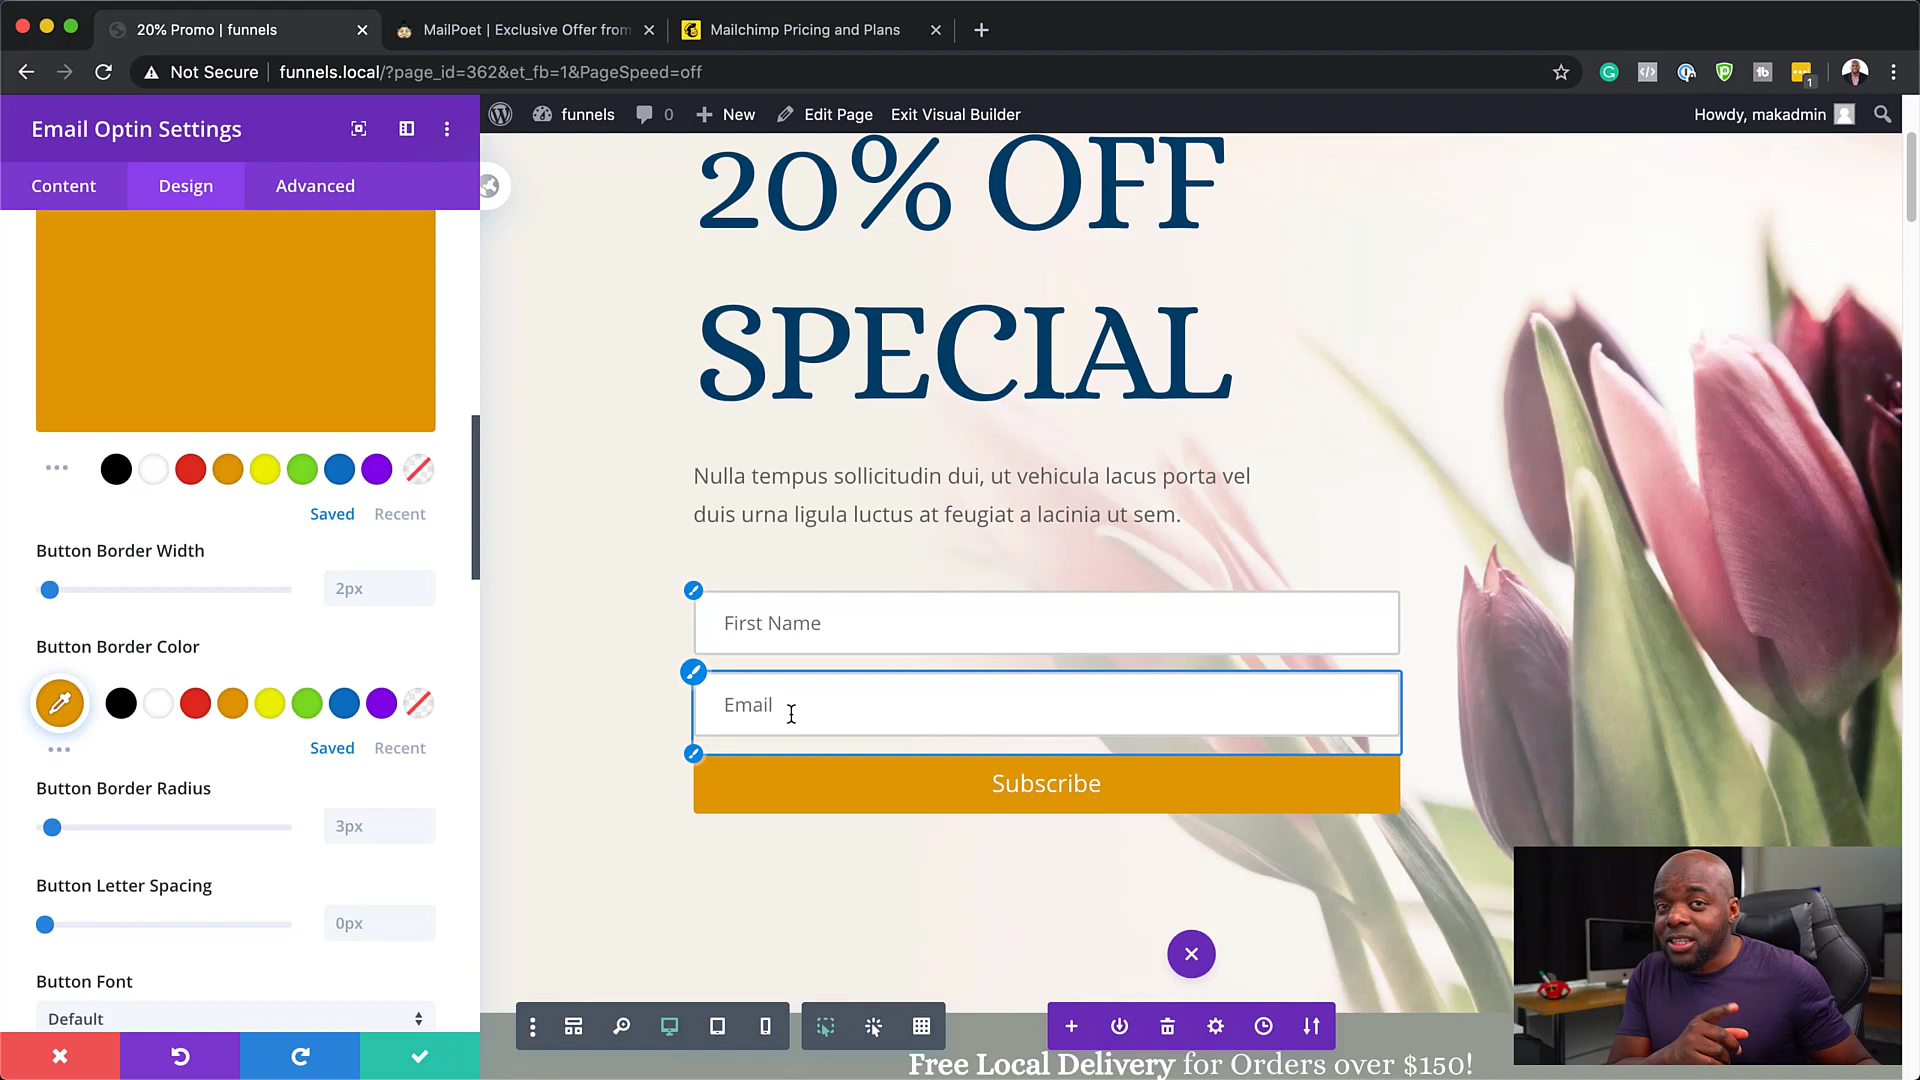 20% Promo | funnels
MailPoet | Exclusive Offer from
Mailchimp Pricing and Plans
Not Secure
funnels.local/?page_id=362&et_fb=1&PageSpeed=off
1
Email Optin Settings
funnels
0
New
Edit Page
Exit Visual Builder
Howdy, makadmin
Content
Design
Advanced
20% OFF
SPECIAL
Nulla tempus sollicitudin dui, ut vehicula lacus porta vel
duis urna ligula luctus at feugiat a lacinia ut sem.
First Name
Email
Subscribe
Saved
Recent
Button Border Width
2px
Button Border Color
Saved
Recent
Button Border Radius
3px
Button Letter Spacing
0px
Button Font
Default
Free Local Delivery for Orders over $150!